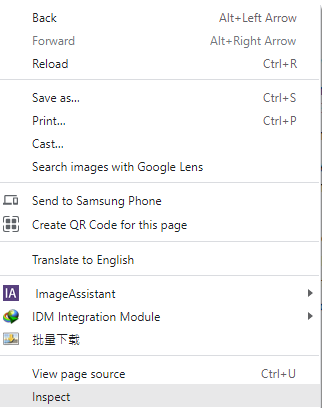 Back Alt+Left Arrow
Forward Alt+Right Arrow
Reload Ctrl+R
Save as... Ctrl+S
Print... Ctrl+P
Cast...
Search images with Google Lens
Send to Samsung Phone
Create QR Code for this page
Translate to English
IA ImageAssistant
IDM Integration Module
批量下载
View page source Ctrl+U
Inspect